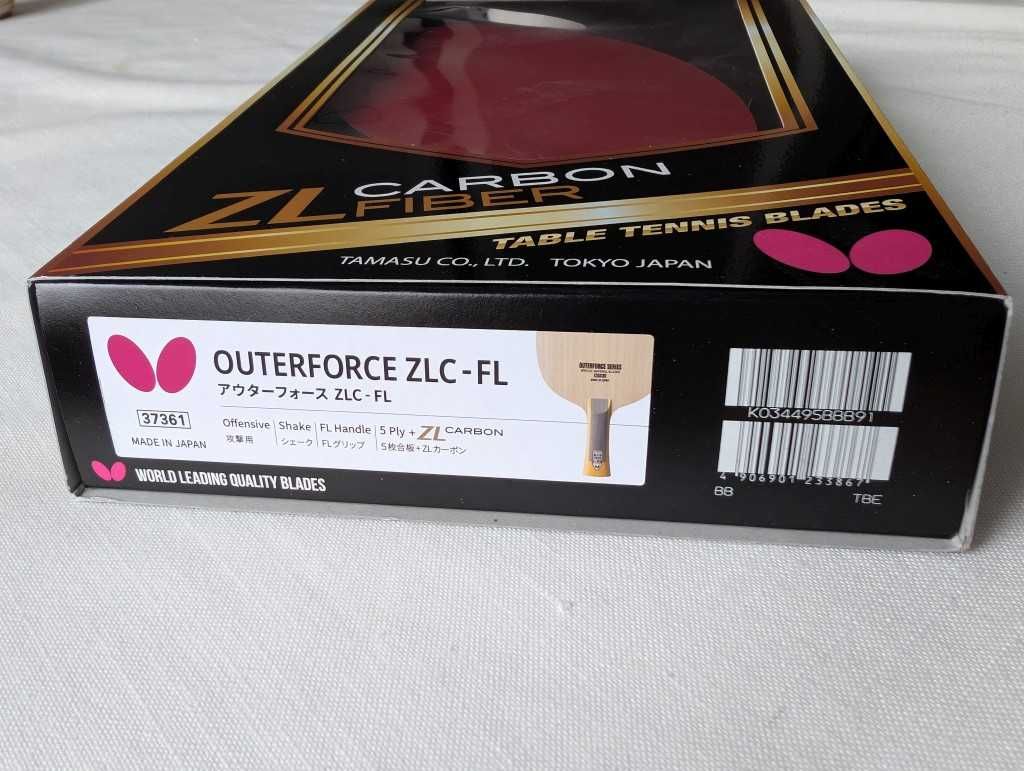 ZL CARBON
FIBER
TABLE TENNIS BLADES
TAMASU CO., LTD. TOKYO JAPAN
OUTERFORCE ZLC-FL
アウターフォース ZLC-FL
37361
MADE IN JAPAN
Offensive Shake FL Handle 5 Ply + ZL CARBON
攻撃用 シェーク FLグリップ 5枚合板+ZLカーボン
OUTERFORCE SERIES
WORLD LEADING QUALITY BLADES
K03449588891
4 906901 233867
BB TBE